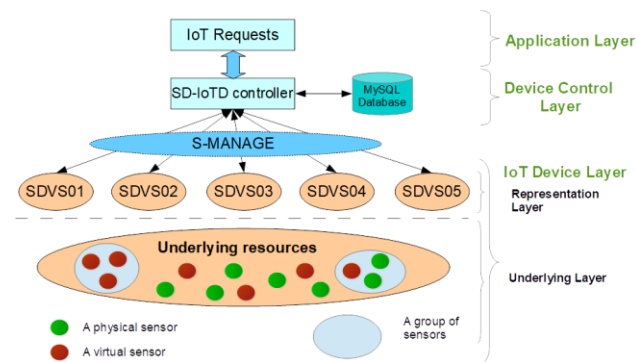 IoT Requests
Application Layer
SD-IoTD controller
MySQL
Database
Device Control
Layer
S-MANAGE
IoT Device Layer
SDVS01 SDVS02 SDVS03 SDVS04 SDVS05
Representation
Layer
Underlying resources
Underlying Layer
A physical sensor
A virtual sensor
A group of
sensors